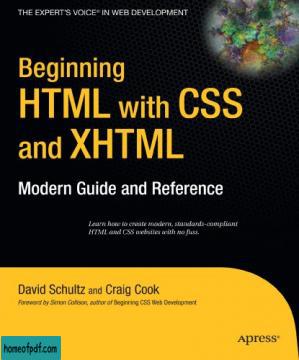 THE EXPERT'S VOICE® IN WEB DEVELOPMENT
Beginning
HTML with CSS
and XHTML
Modern Guide and Reference
Learn how to create modern, standards-compliant
HTML and CSS websites with no fuss.
David Schultz and Craig Cook
Foreword by Simon Collison, author of Beginning CSS Web Development
homeofpdf.com
Apress®